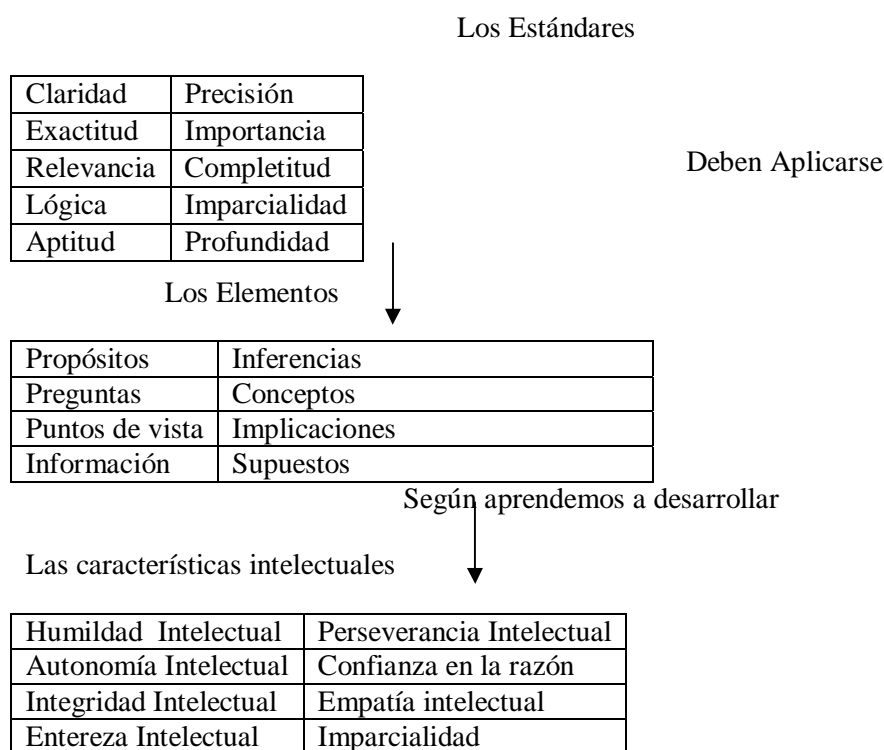 Los Estándares
Claridad Precisión
Exactitud Importancia
Relevancia Completitud
Deben Aplicarse
Lógica Imparcialidad
Aptitud Profundidad
Los Elementos
Propósitos Inferencias
Preguntas Conceptos
Puntos de vista Implicaciones
Información Supuestos
Según aprendemos a desarrollar
Las características intelectuales
Humildad Intelectual Perseverancia Intelectual
Autonomía Intelectual Confianza en la razón
Integridad Intelectual Empatía intelectual
Entereza Intelectual Imparcialidad